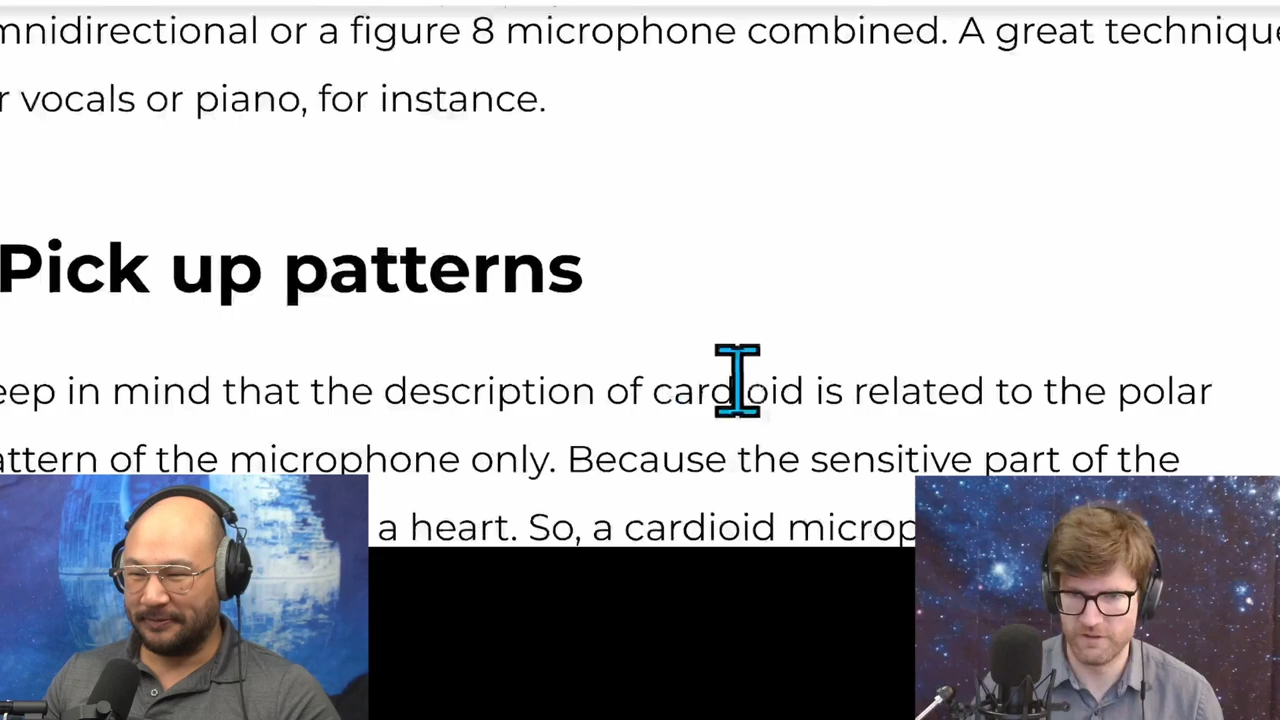 mnidirectional or a figure 8 microphone combined. A great technique
r vocals or piano, for instance.
Pick up patterns
eep in mind that the description of cardioid is related to the polar
attern of the microphone only. Because the sensitive part of the
a heart. So, a cardioid microp